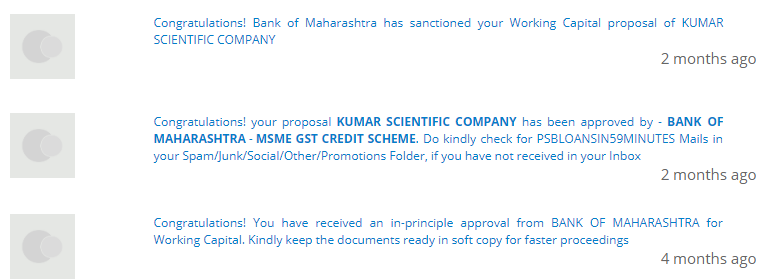 Congratulations! Bank of Maharashtra has sanctioned your Working Capital proposal of KUMAR
SCIENTIFIC COMPANY
2 months ago
Congratulations! your proposal KUMAR SCIENTIFIC COMPANY has been approved by - BANK OF
MAHARASHTRA - MSME GST CREDIT SCHEME. Do kindly check for PSBLOANSIN59MINUTES Mails in
your Spam/Junk/Social/Other/Promotions Folder, if you have not received in your Inbox
2 months ago
Congratulations! You have received an in-principle approval from BANK OF MAHARASHTRA for
Working Capital. Kindly keep the documents ready in soft copy for faster proceedings
4 months ago